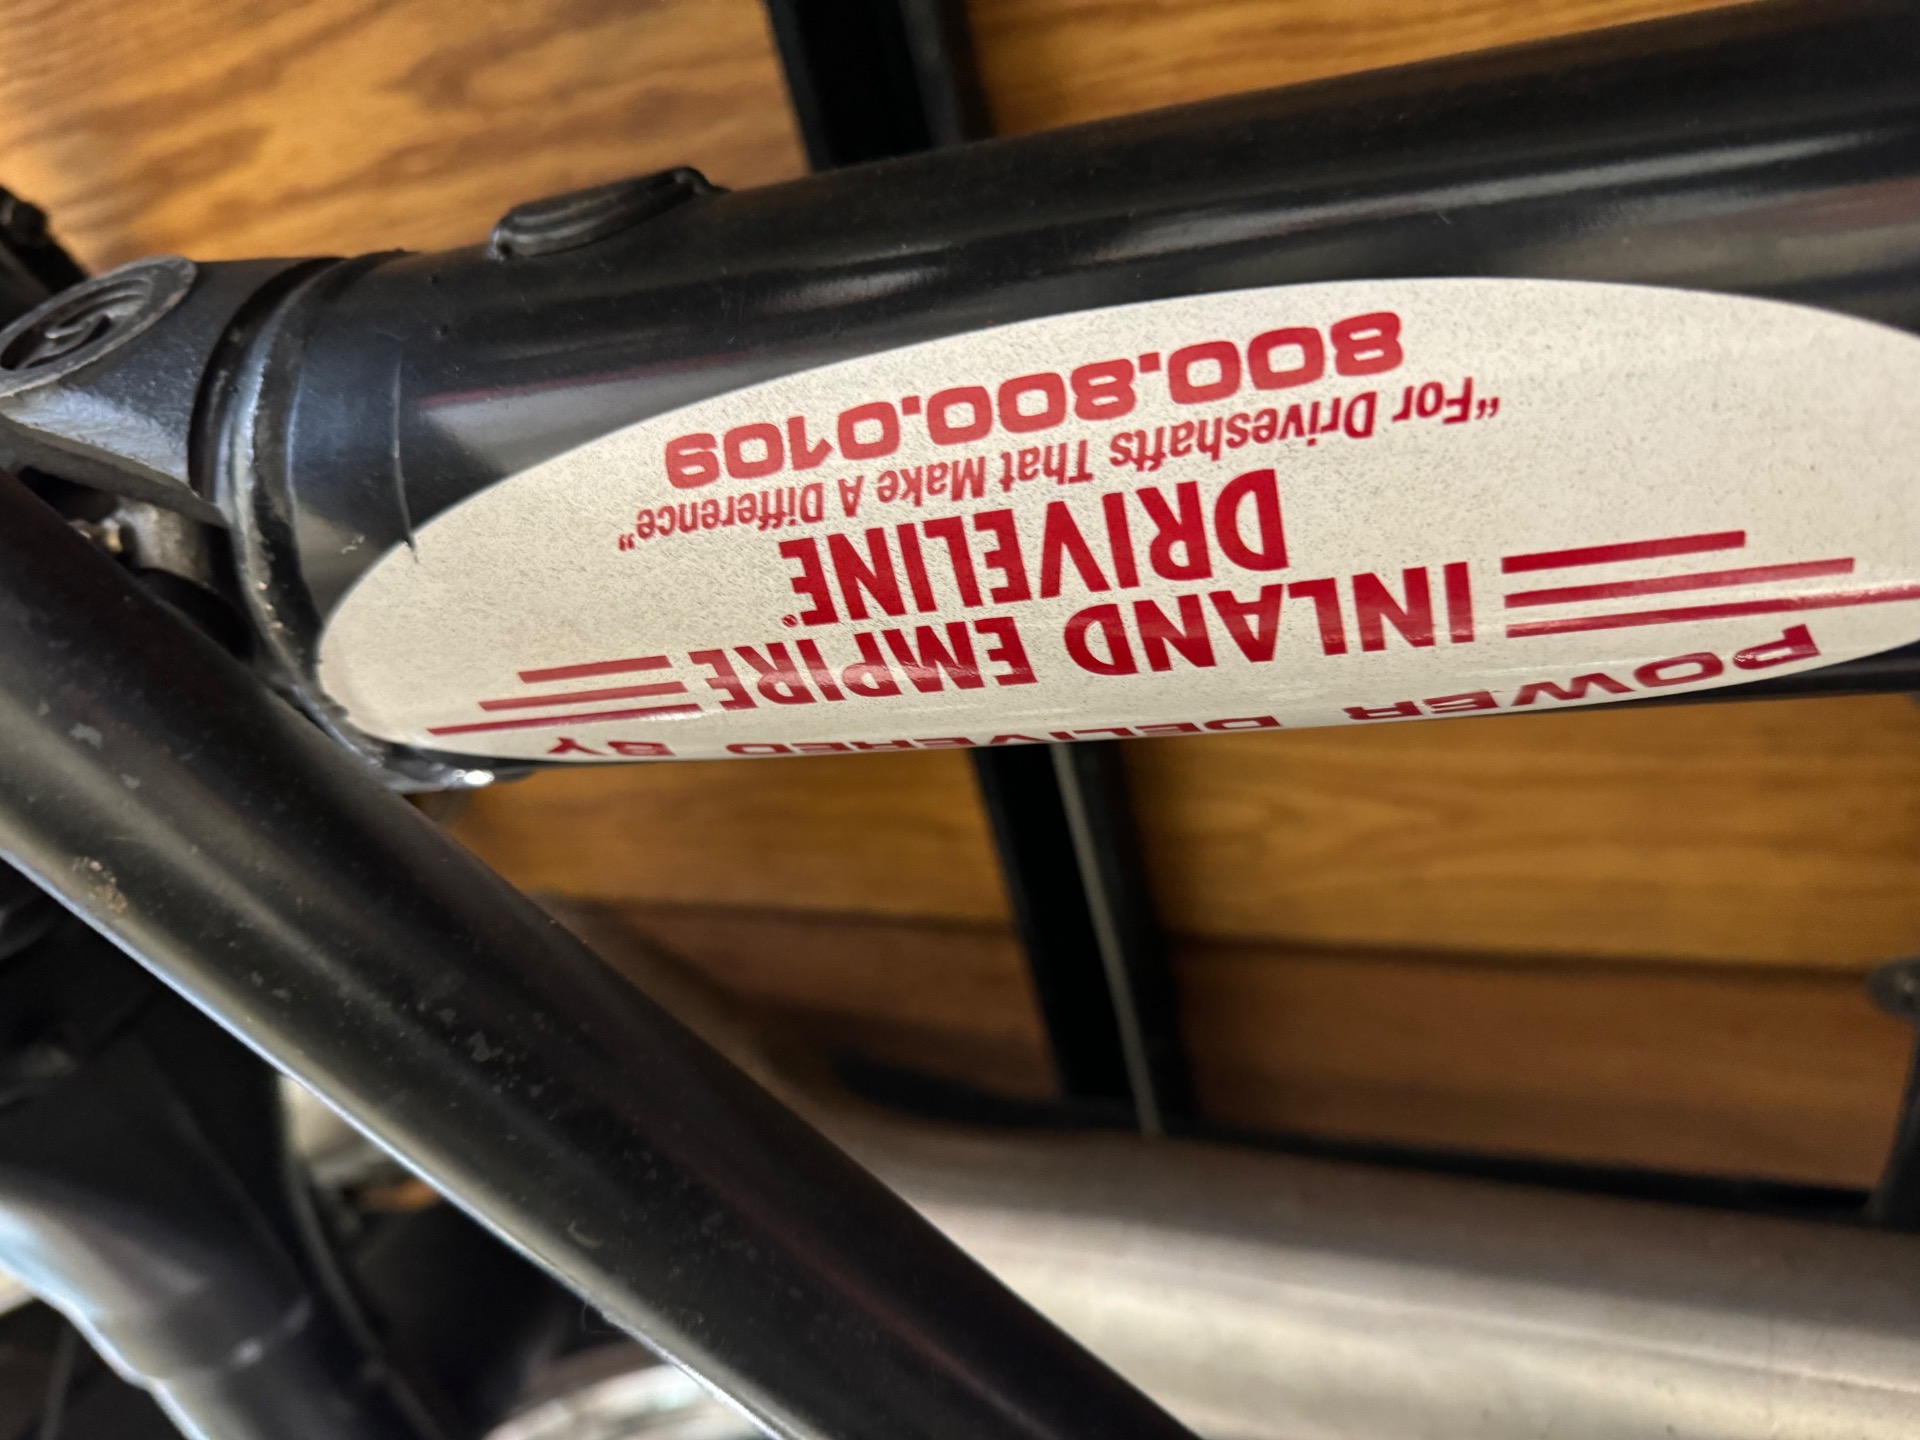 POWER DELIVERED BY
INLAND EMPIRE
DRIVELINE®
"For Driveshafts That Make A Difference"
800.800.0109